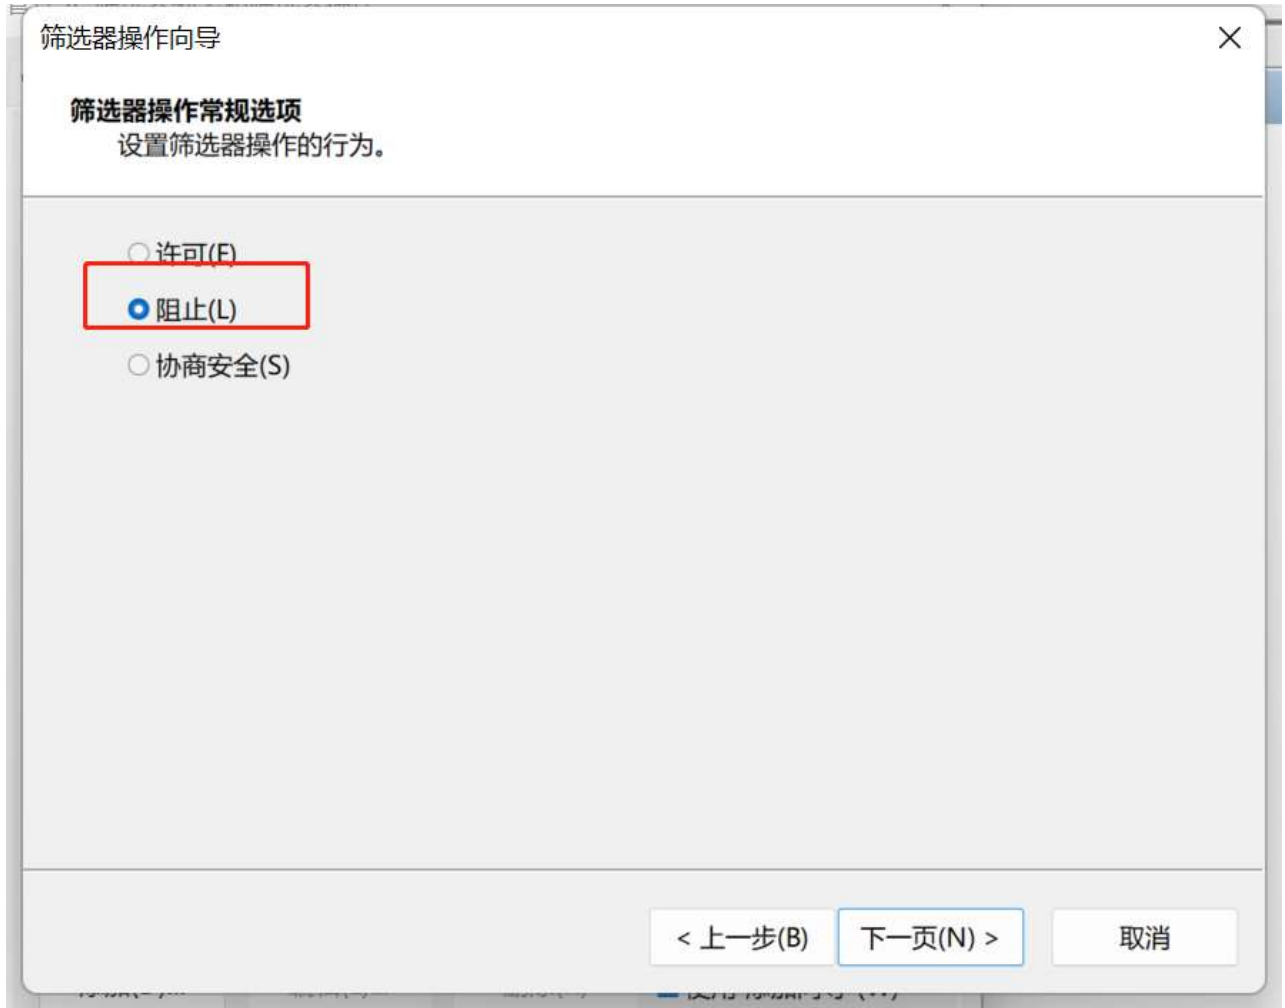 筛选器操作向导
筛选器操作常规选项
设置筛选器操作的行为。
许可(F)
阻止(L)
协商安全(S)
< 上一步(B)
下一页(N) >
取消